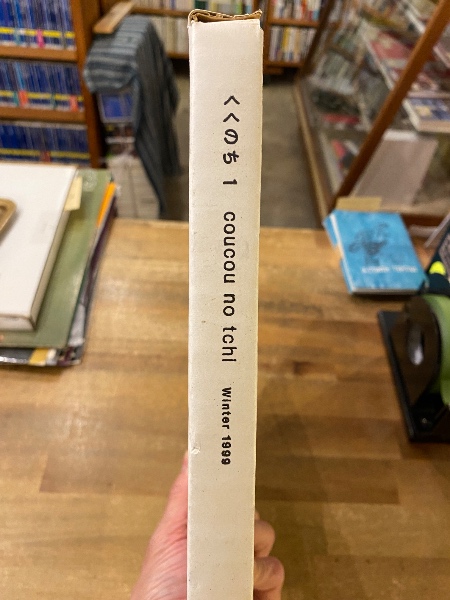 くくのち 1 coucou no tchi Winter 1999